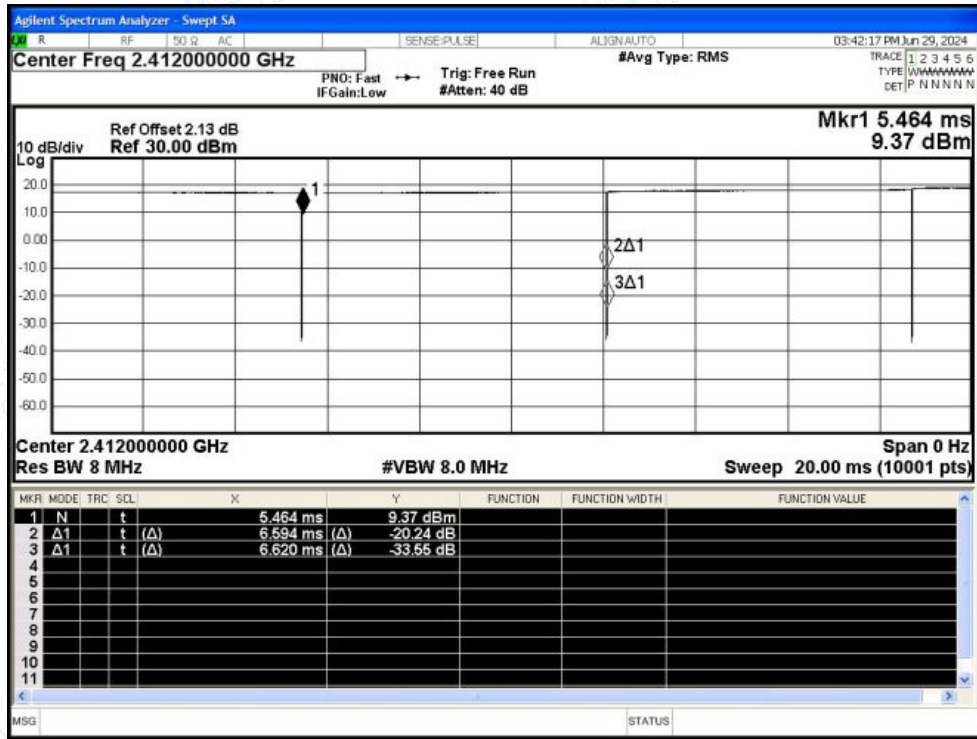 Agilent Spectrum Analyzer - Swept SA
LXI R RF 50 Ω AC SENSE:PULSE ALIGN AUTO 03:42:17 PM Jun 29, 2024
Center Freq 2.412000000 GHz #Avg Type: RMS TRACE 1 2 3 4 5 6
PNO: Fast Trig: Free Run TYPE WWWWWW
IFGain:Low #Atten: 40 dB DET P N N N N N
Mkr1 5.464 ms
Ref Offset 2.13 dB
10 dB/div Ref 30.00 dBm 9.37 dBm
Log
20.0
1
10.0
0.00
2Δ1
-10.0
3Δ1
-20.0
-30.0
-40.0
-50.0
-60.0
Center 2.412000000 GHz Span 0 Hz
Res BW 8 MHz #VBW 8.0 MHz Sweep 20.00 ms (10001 pts)
MKR MODE TRC SCL X Y FUNCTION FUNCTION WIDTH FUNCTION VALUE
1 N t 5.464 ms 9.37 dBm
2 Δ1 t (Δ) 6.594 ms (Δ) -20.24 dB
3 Δ1 t (Δ) 6.620 ms (Δ) -33.55 dB
4
5
6
7
8
9
10
11
MSG STATUS